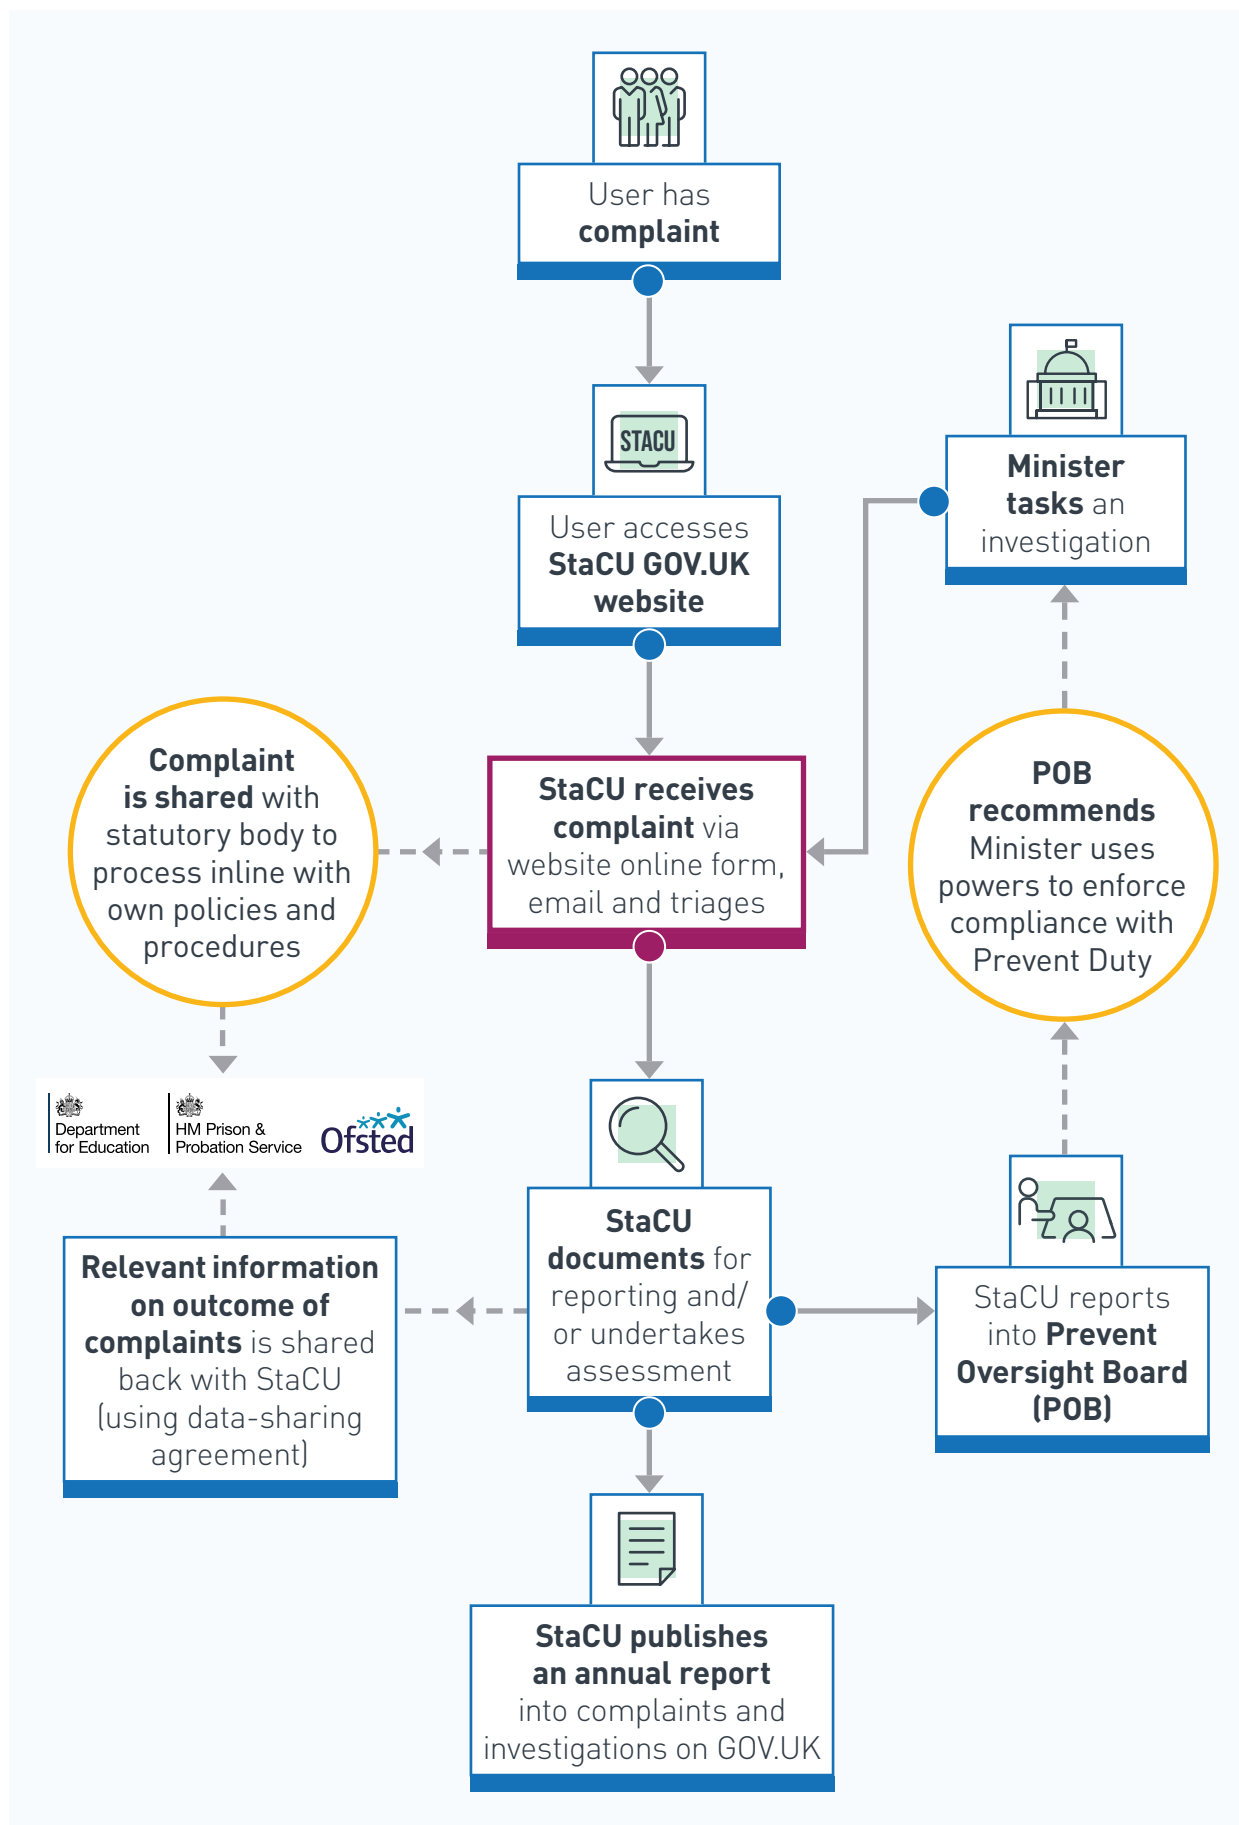 User has
complaint
STACU
User accesses
StaCU GOV.UK
website
Minister
tasks an
investigation
Complaint
is shared with
statutory body to
process inline with
own policies and
procedures
StaCU receives
complaint via
website online form,
email and triages
POB
recommends
Minister uses
powers to enforce
compliance with
Prevent Duty
Department
for Education
HM Prison &
Probation Service
Ofsted
Relevant information
on outcome of
complaints is shared
back with StaCU
(using data-sharing
agreement)
StaCU
documents for
reporting and/
or undertakes
assessment
StaCU reports
into Prevent
Oversight Board
(POB)
StaCU publishes
an annual report
into complaints and
investigations on GOV.UK